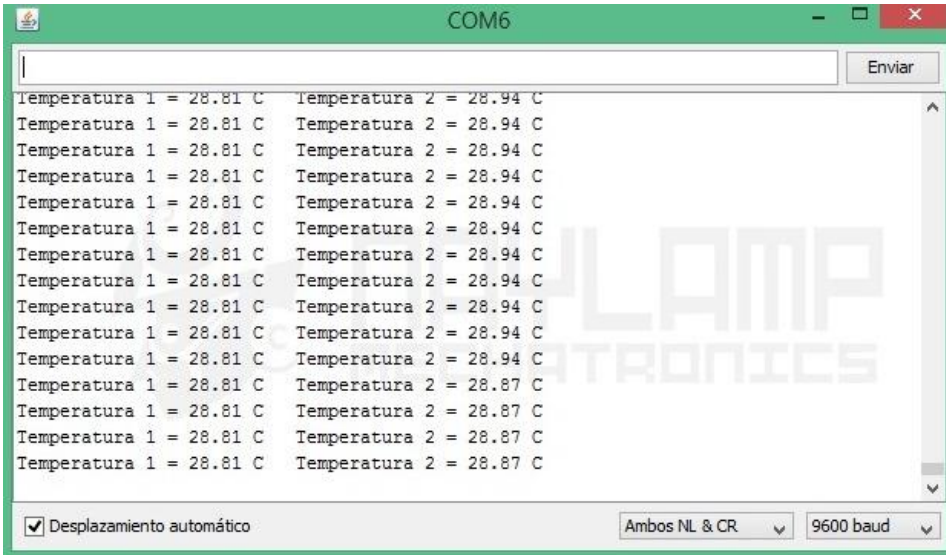 COM6
Enviar
Temperatura 1 = 28.81 C   Temperatura 2 = 28.94 C
Temperatura 1 = 28.81 C   Temperatura 2 = 28.94 C
Temperatura 1 = 28.81 C   Temperatura 2 = 28.94 C
Temperatura 1 = 28.81 C   Temperatura 2 = 28.94 C
Temperatura 1 = 28.81 C   Temperatura 2 = 28.94 C
Temperatura 1 = 28.81 C   Temperatura 2 = 28.94 C
Temperatura 1 = 28.81 C   Temperatura 2 = 28.94 C
Temperatura 1 = 28.81 C   Temperatura 2 = 28.94 C
Temperatura 1 = 28.81 C   Temperatura 2 = 28.94 C
Temperatura 1 = 28.81 C   Temperatura 2 = 28.94 C
Temperatura 1 = 28.81 C   Temperatura 2 = 28.94 C
Temperatura 1 = 28.81 C   Temperatura 2 = 28.87 C
Temperatura 1 = 28.81 C   Temperatura 2 = 28.87 C
Temperatura 1 = 28.81 C   Temperatura 2 = 28.87 C
Temperatura 1 = 28.81 C   Temperatura 2 = 28.87 C
NAYLAMP
MECHATRONICS
Desplazamiento automático
Ambos NL & CR
9600 baud